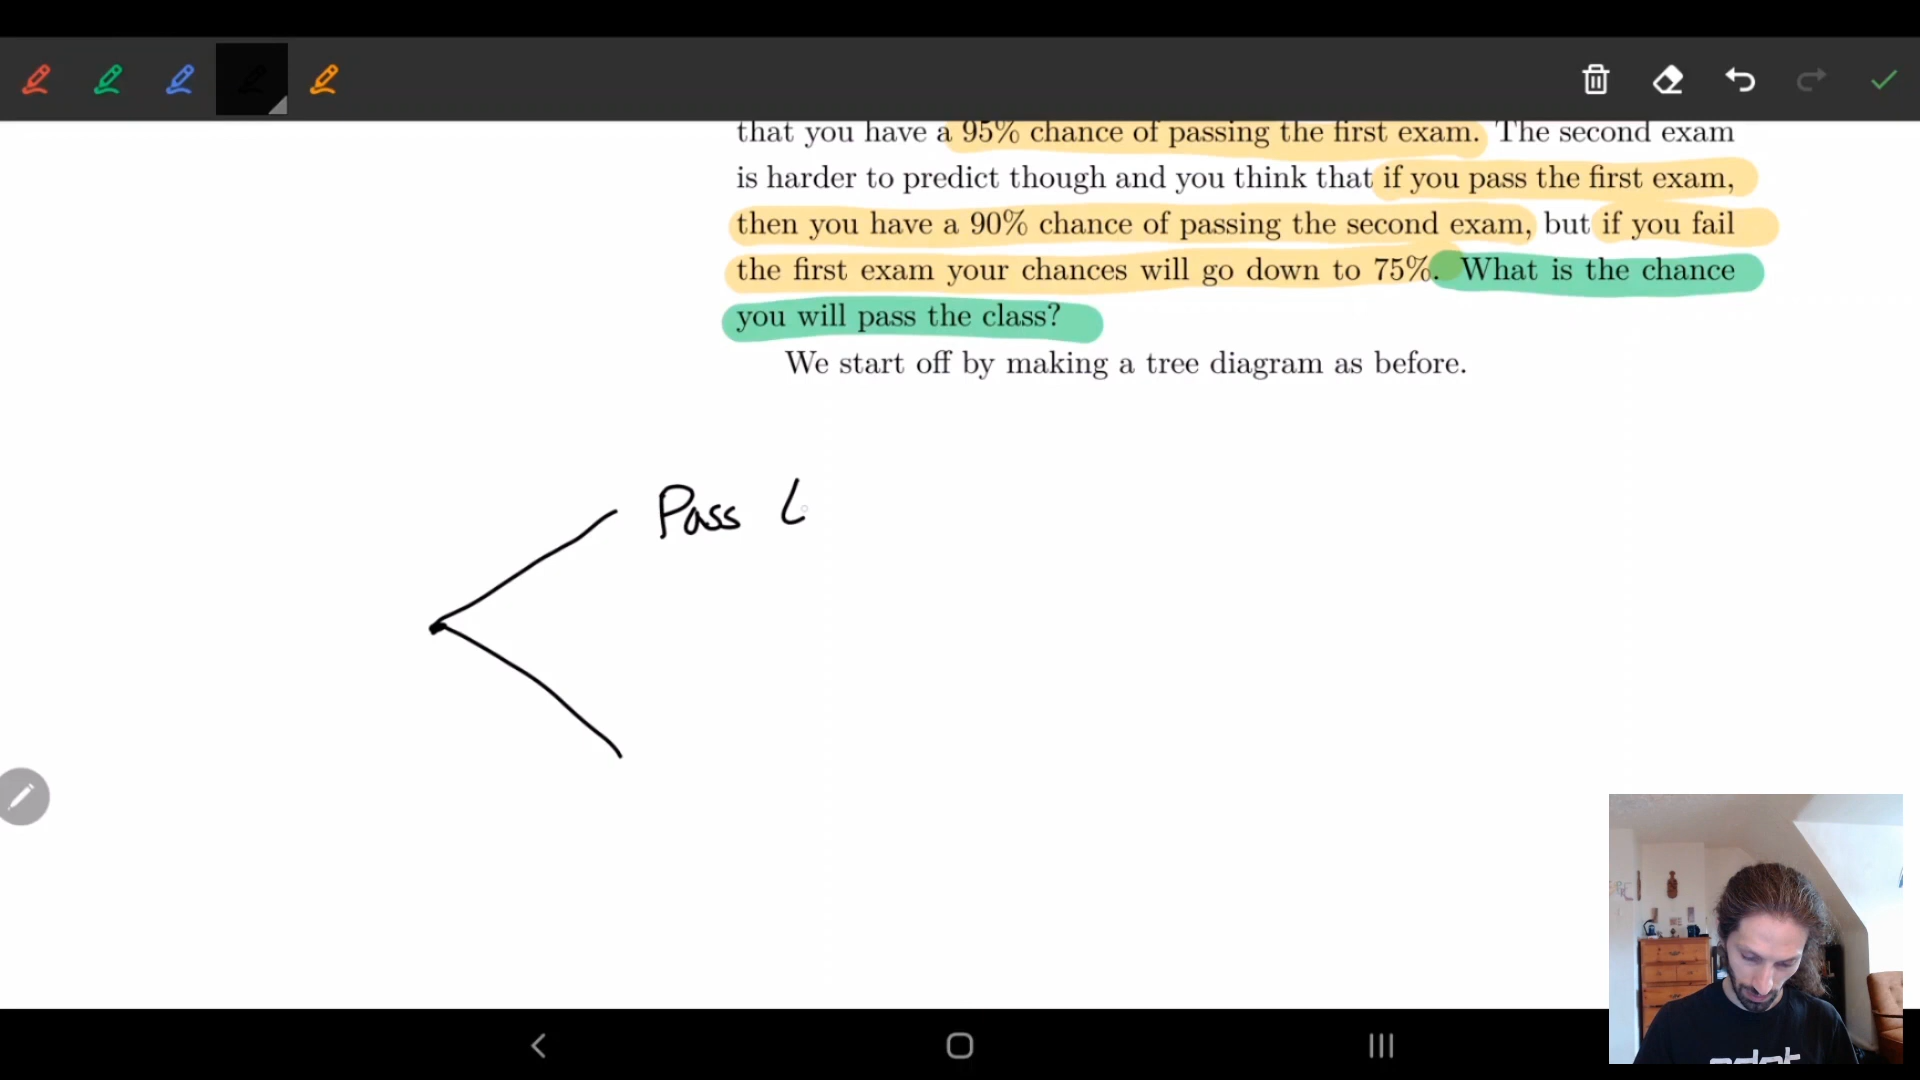 that you have a 95% chance of passing the first exam. The second exam
is harder to predict though and you think that if you pass the first exam,
then you have a 90% chance of passing the second exam, but if you fail
the first exam your chances will go down to 75%. What is the chance
you will pass the class?
We start off by making a tree diagram as before.
Pass